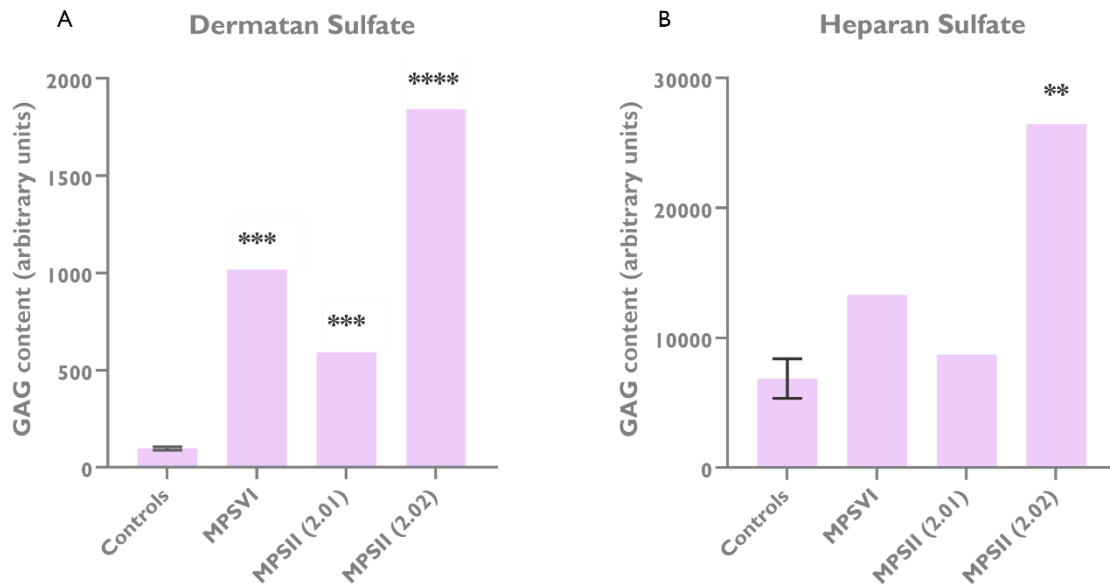 A
Dermatan Sulfate
GAG content (arbitrary units)
2000
1500
1000
500
0
***
***
****
Controls
MPSVI
MPSII (2.01)
MPSII (2.02)
B
Heparan Sulfate
GAG content (arbitrary units)
30000
20000
10000
0
**
Controls
MPSVI
MPSII (2.01)
MPSII (2.02)